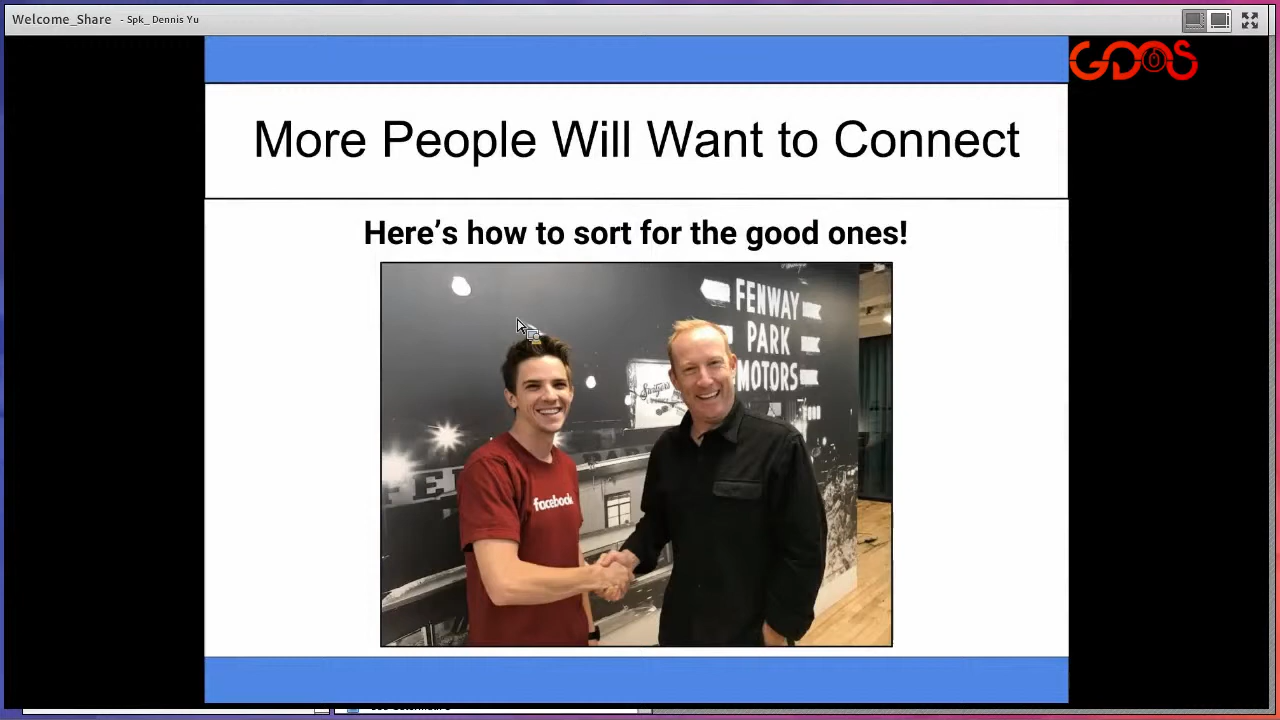 Welcome_Share - Spk_ Dennis Yu
GDOS
More People Will Want to Connect
Here's how to sort for the good ones!
FENWAY
PARK
MOTORS
facebook